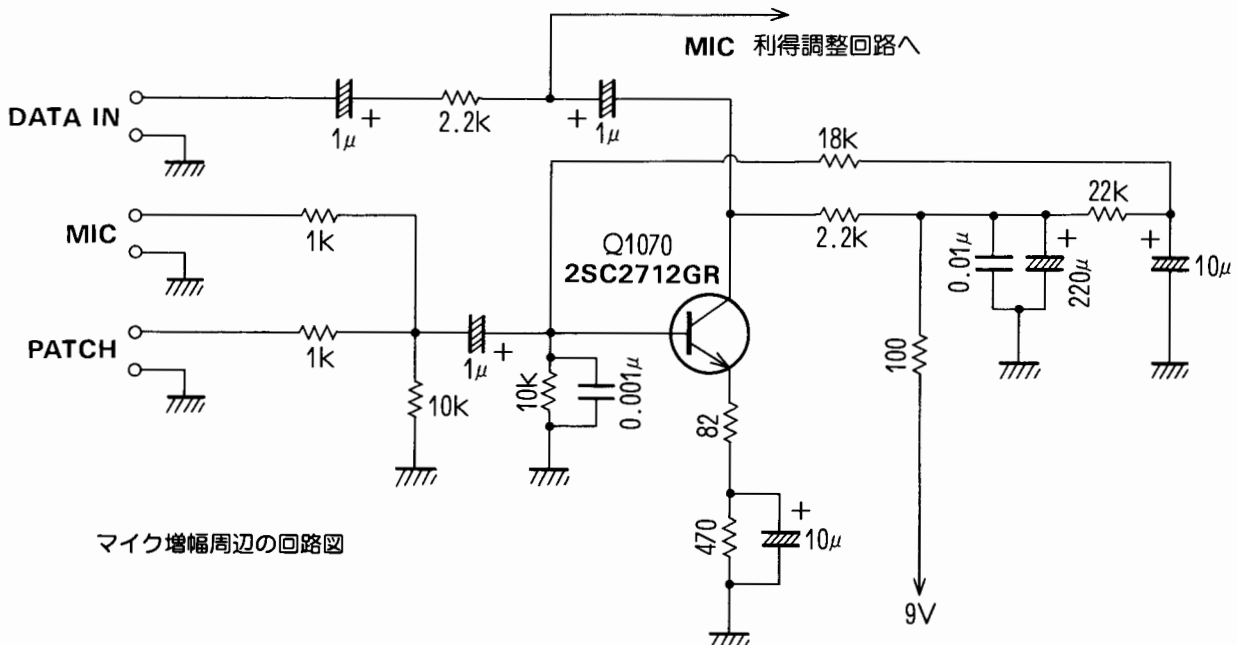 MIC 利得調整回路へ
DATA IN
1μ
+
2.2K
+
1μ
18K
MIC
1K
2.2K
22K
Q1070
2SC2712GR
0.01μ
+
220μ
+
10μ
PATCH
1K
1μ
+
10K
10K
0.001μ
100
82
470
+
10μ
9V
マイク増幅周辺の回路図